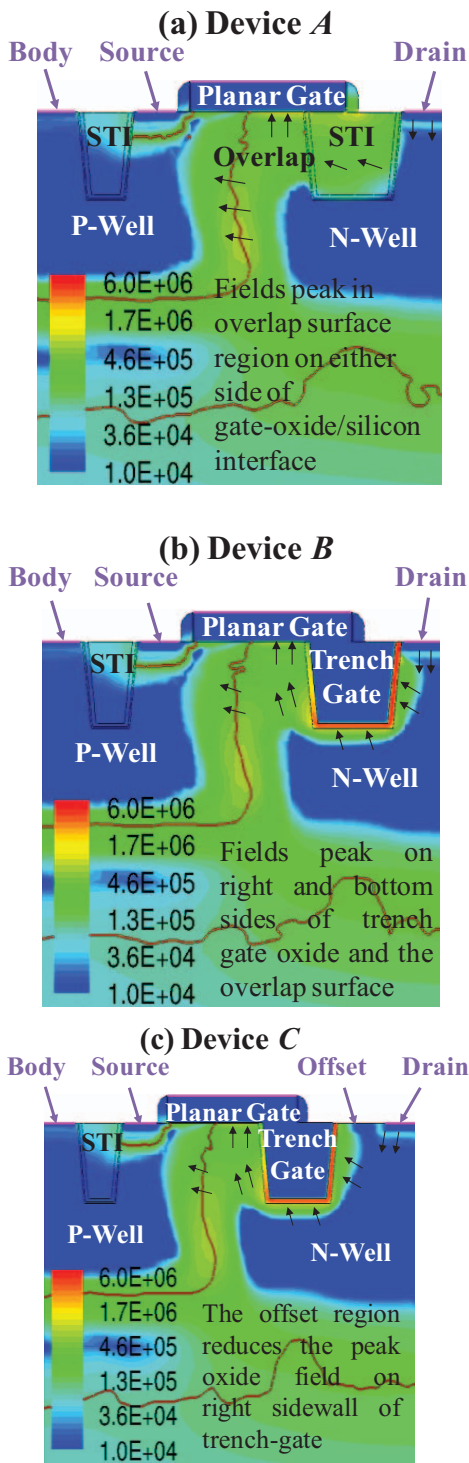 (a) Device A
Body Source Drain
Planar Gate
STI STI
Overlap
P-Well N-Well
6.0E+06
1.7E+06
4.6E+05
1.3E+05
3.6E+04
1.0E+04
Fields peak in
overlap surface
region on either
side of
gate-oxide/silicon
interface
(b) Device B
Body Source Drain
Planar Gate
STI Trench
Gate
P-Well N-Well
6.0E+06
1.7E+06
4.6E+05
1.3E+05
3.6E+04
1.0E+04
Fields peak on
right and bottom
sides of trench
gate oxide and the
overlap surface
(c) Device C
Body Source Offset Drain
Planar Gate
STI Trench
Gate
P-Well N-Well
6.0E+06
1.7E+06
4.6E+05
1.3E+05
3.6E+04
1.0E+04
The offset region
reduces the peak
oxide field on
right sidewall of
trench-gate